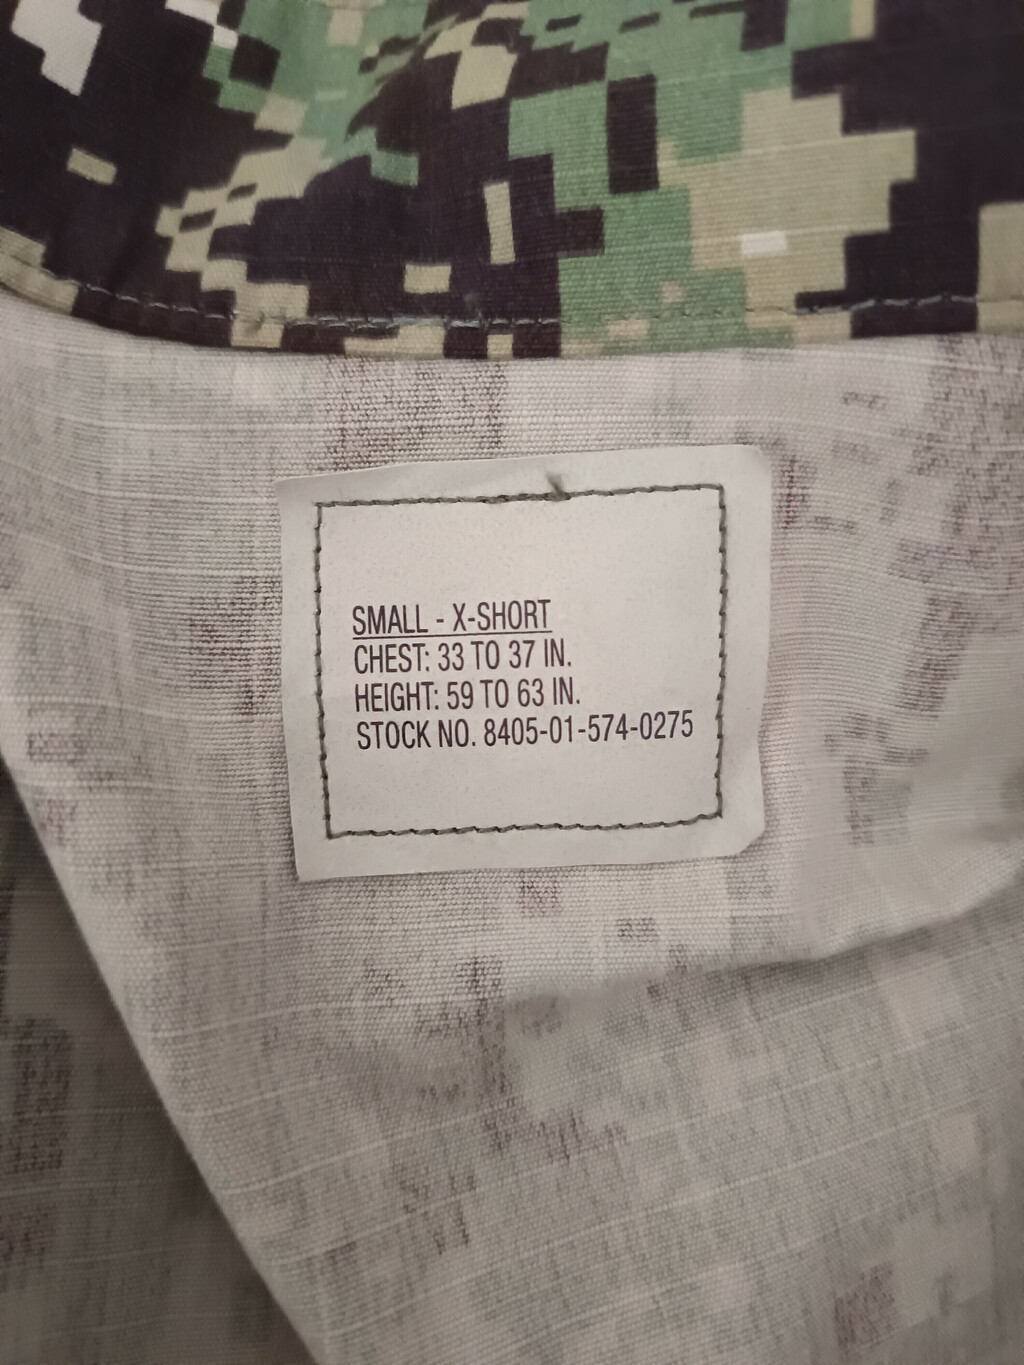 SMALL - X-SHORT
CHEST: 33 TO 37 IN.
HEIGHT: 59 TO 63 IN.
STOCK NO. 8405-01-574-0275